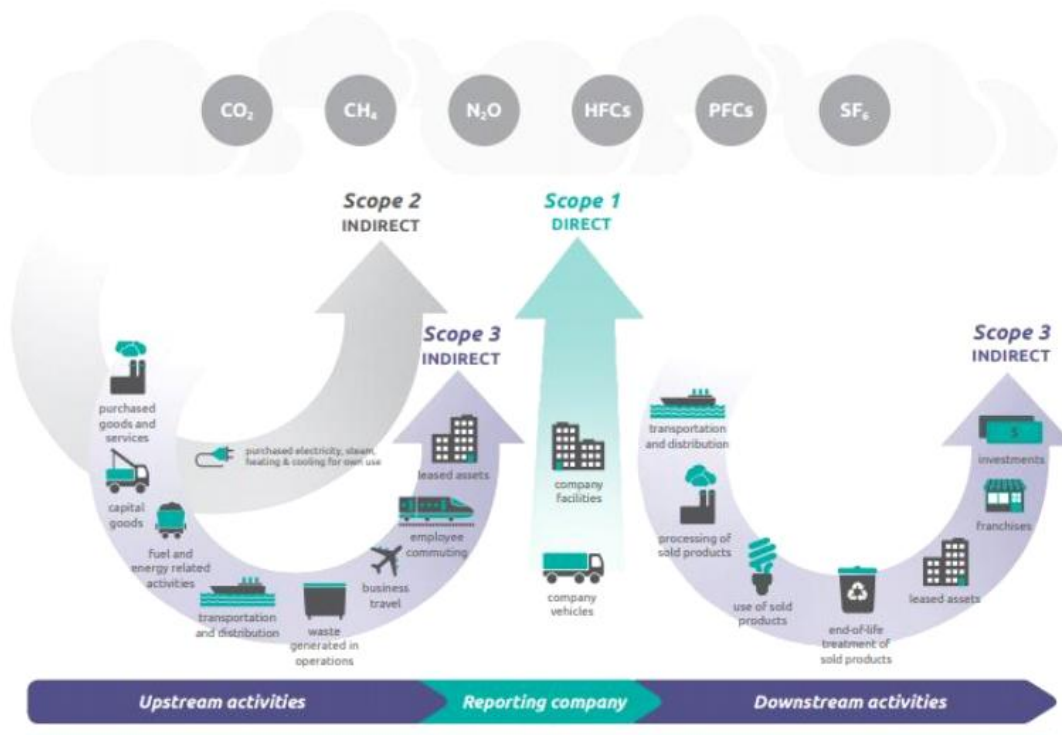 CO₂
CH₄
N₂O
HFCs
PFCs
SF₆
Scope 2
INDIRECT
Scope 1
DIRECT
Scope 3
INDIRECT
Scope 3
INDIRECT
purchased
goods and
services
capital
goods
fuel and
energy related
activities
transportation
and distribution
waste
generated in
operations
business
travel
employee
commuting
leased assets
purchased electricity, steam,
heating & cooling for own use
company
facilities
company
vehicles
transportation
and distribution
processing of
sold products
use of sold
products
end-of-life
treatment of
sold products
leased assets
franchises
investments
$
Upstream activities
Reporting company
Downstream activities